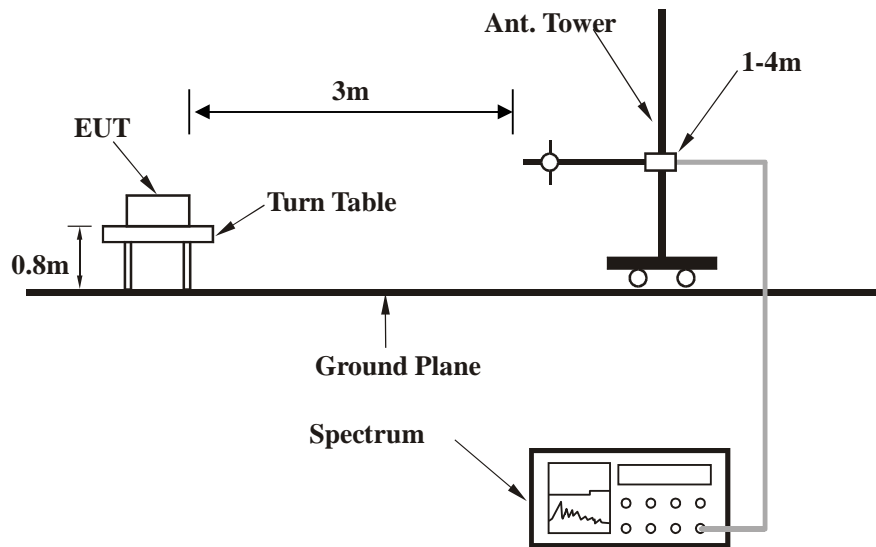 Ant. Tower
1-4m
3m
EUT
Turn Table
0.8m
Ground Plane
Spectrum